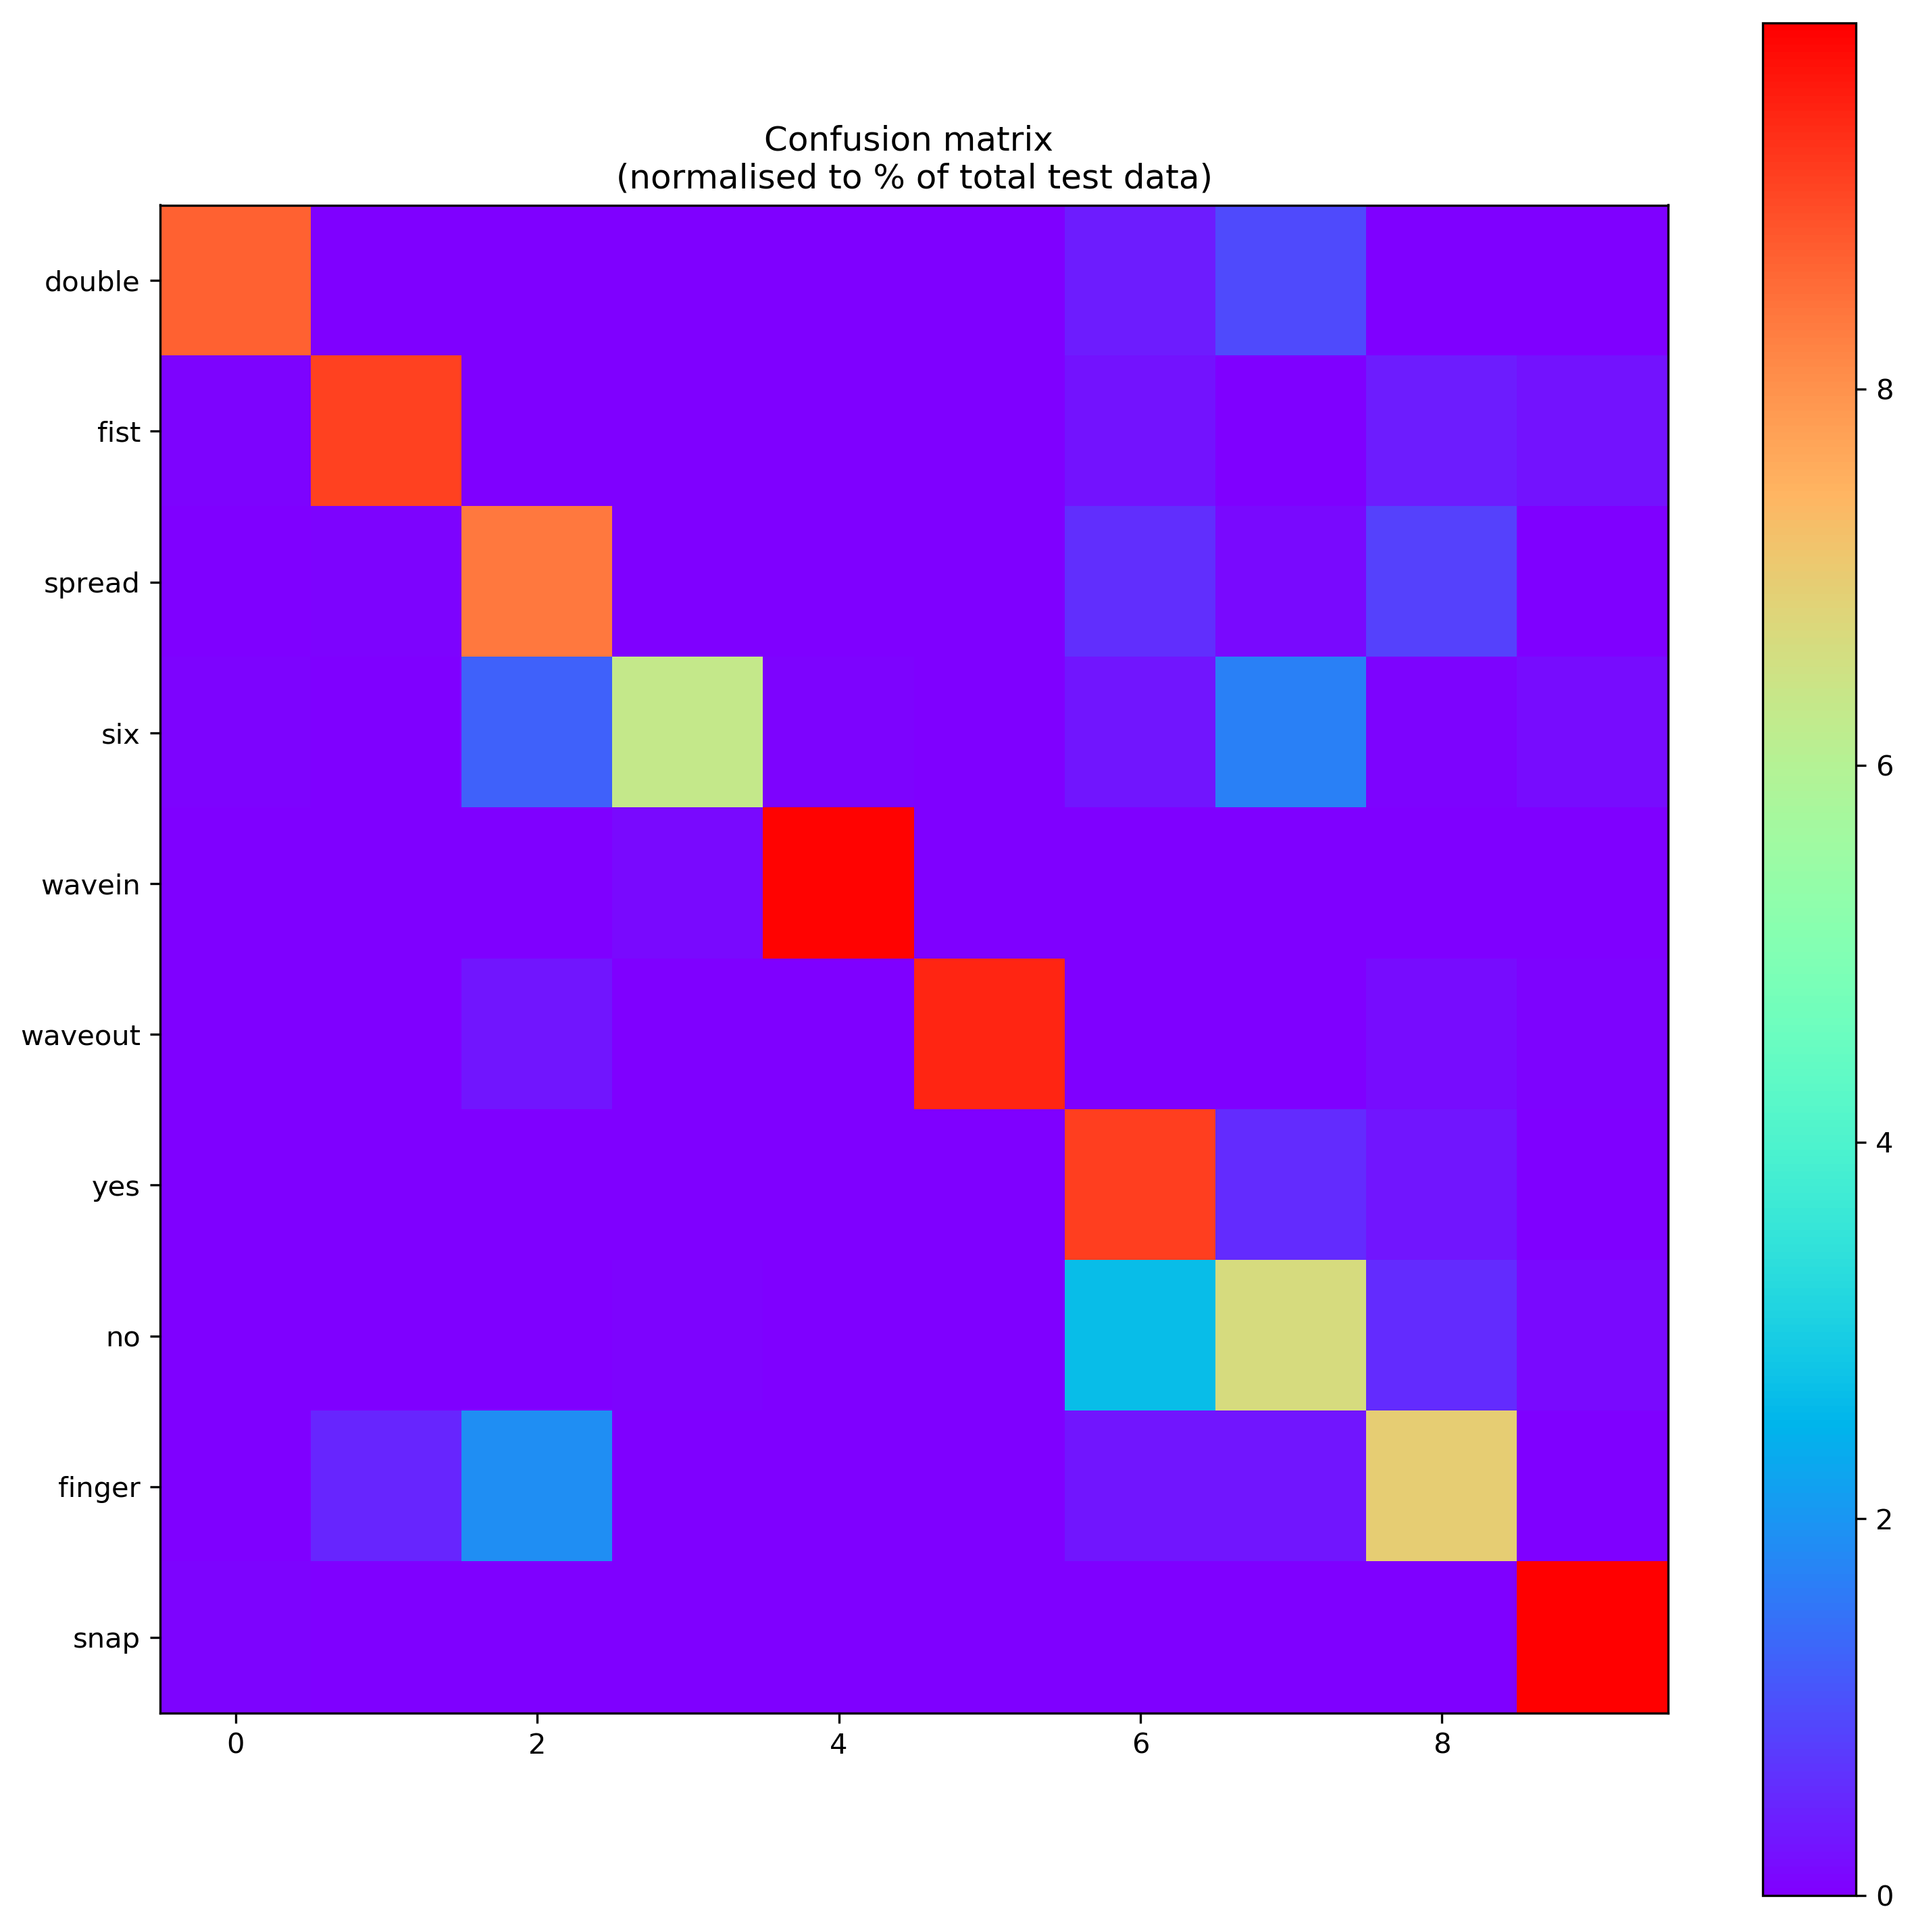 Confusion matrix
(normalised to % of total test data)
double
fist
spread
six
wavein
waveout
yes
no
finger
snap
0 2 4 6 8
8
6
4
2
0